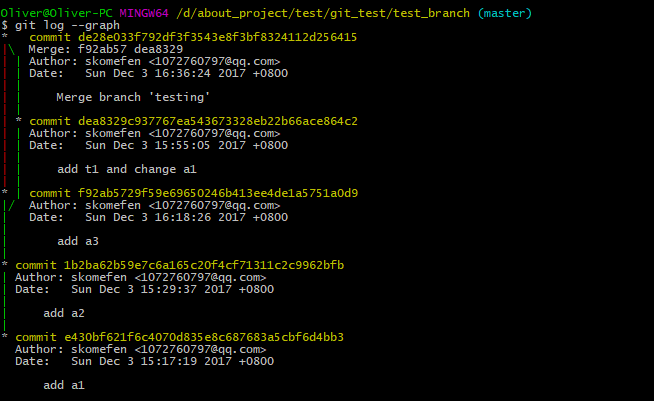 Oliver@Oliver-PC MINGW64 /d/about_project/test/git_test/test_branch (master)
$ git log --graph
*   commit de28e033f792df3f3543e8f3bf8324112d256415
|\  Merge: f92ab57 dea8329
| | Author: skomefen <1072760797@qq.com>
| | Date:   Sun Dec 3 16:36:24 2017 +0800
| |
| |     Merge branch 'testing'
| |
| * commit dea8329c937767ea543673328eb22b66ace864c2
| | Author: skomefen <1072760797@qq.com>
| | Date:   Sun Dec 3 15:55:05 2017 +0800
| |
| |     add t1 and change a1
| |
* | commit f92ab5729f59e69650246b413ee4de1a5751a0d9
|/  Author: skomefen <1072760797@qq.com>
|   Date:   Sun Dec 3 16:18:26 2017 +0800
|
|       add a3
|
* commit 1b2ba62b59e7c6a165c20f4cf71311c2c9962bfb
| Author: skomefen <1072760797@qq.com>
| Date:   Sun Dec 3 15:29:37 2017 +0800
|
|     add a2
|
* commit e430bf621f6c4070d835e8c687683a5cbf6d4bb3
  Author: skomefen <1072760797@qq.com>
  Date:   Sun Dec 3 15:17:19 2017 +0800

      add a1